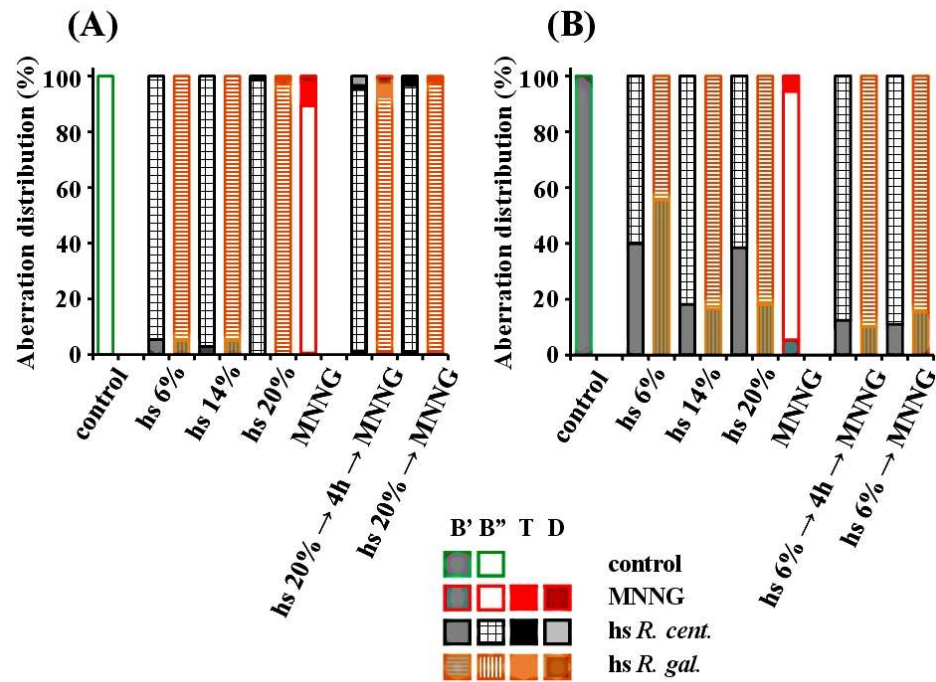 (A)
(B)
Aberration distribution (%)
100
80
60
40
20
0
control
hs 6%
hs 14%
hs 20%
MNNG
hs 20% → 4h → MNNG
hs 20% → MNNG
Aberration distribution (%)
100
80
60
40
20
0
control
hs 6%
hs 14%
hs 20%
MNNG
hs 6% → 4h → MNNG
hs 6% → MNNG
B' B" T D
control
MNNG
hs R. cent.
hs R. gal.